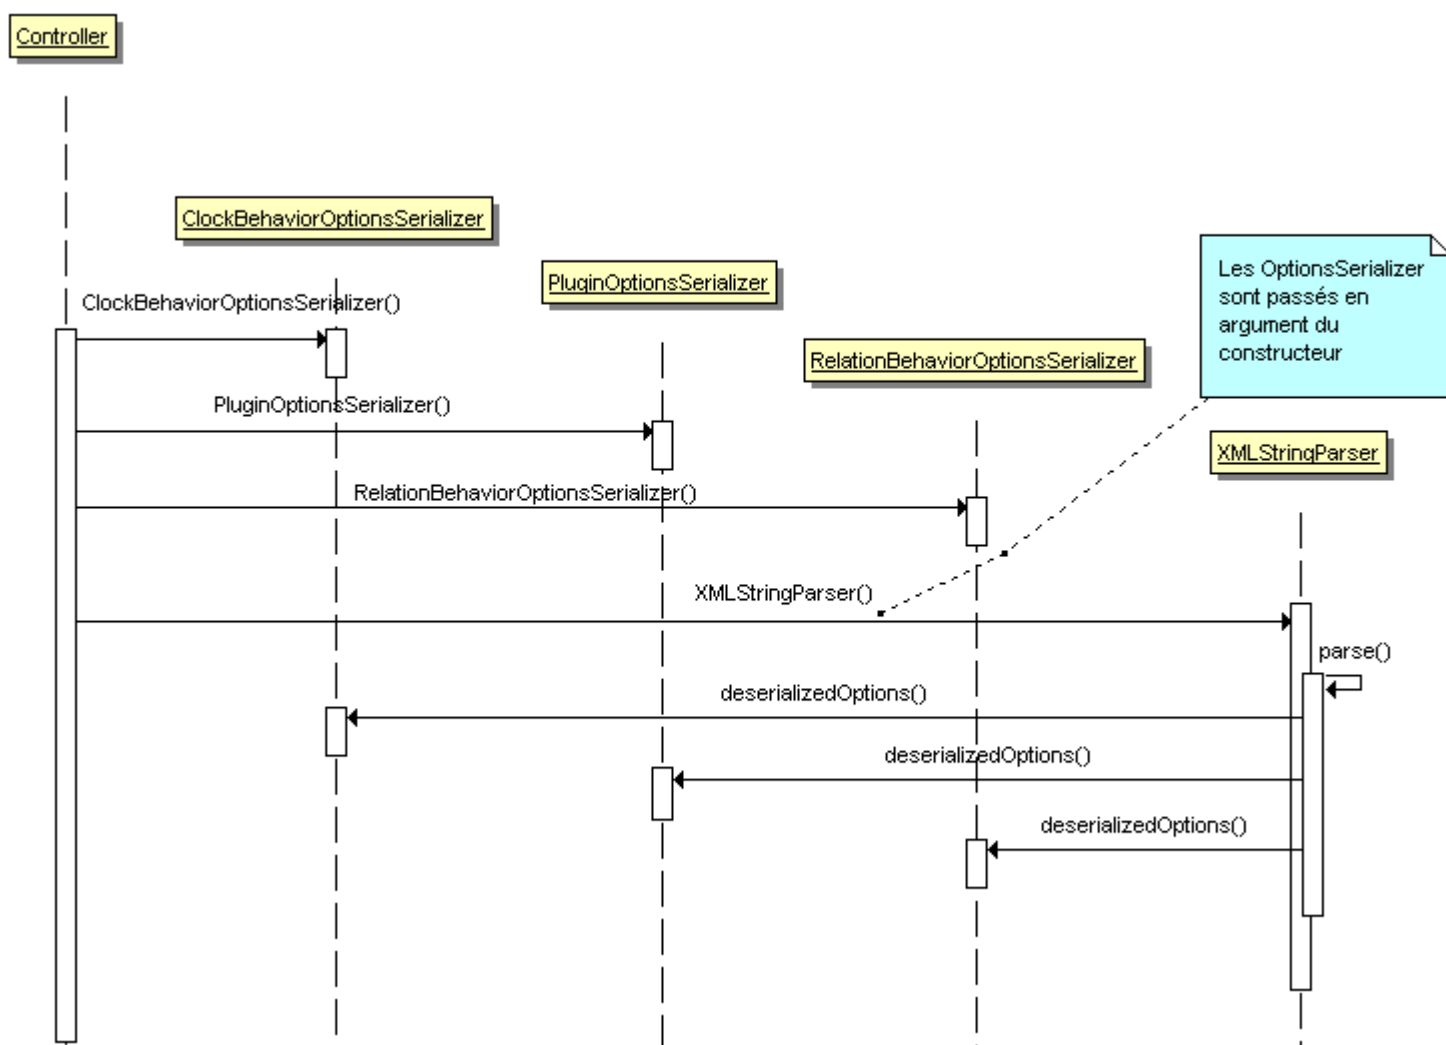 Controller
ClockBehaviorOptionsSerializer
PluginOptionsSerializer
Les OptionsSerializer
sont passés en
argument du
constructeur
ClockBehaviorOptionsSerializer()
RelationBehaviorOptionsSerializer
PluginOptionsSerializer()
XMLStringParser
RelationBehaviorOptionsSerializer()
XMLStringParser()
parse()
deserializedOptions()
deserializedOptions()
deserializedOptions()